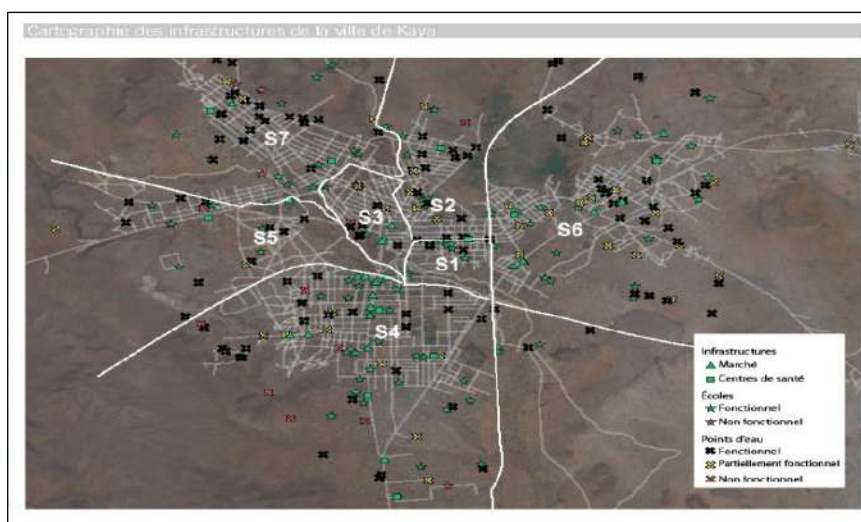 Cartographie des infrastructures de la ville de Kaya
S7
S3
S2
S5
S6
S1
S4
Infrastructures
Marché
Centres de santé
Écoles
Fonctionnel
Non fonctionnel
Points d'eau
Fonctionnel
Partiellement fonctionnel
Non fonctionnel